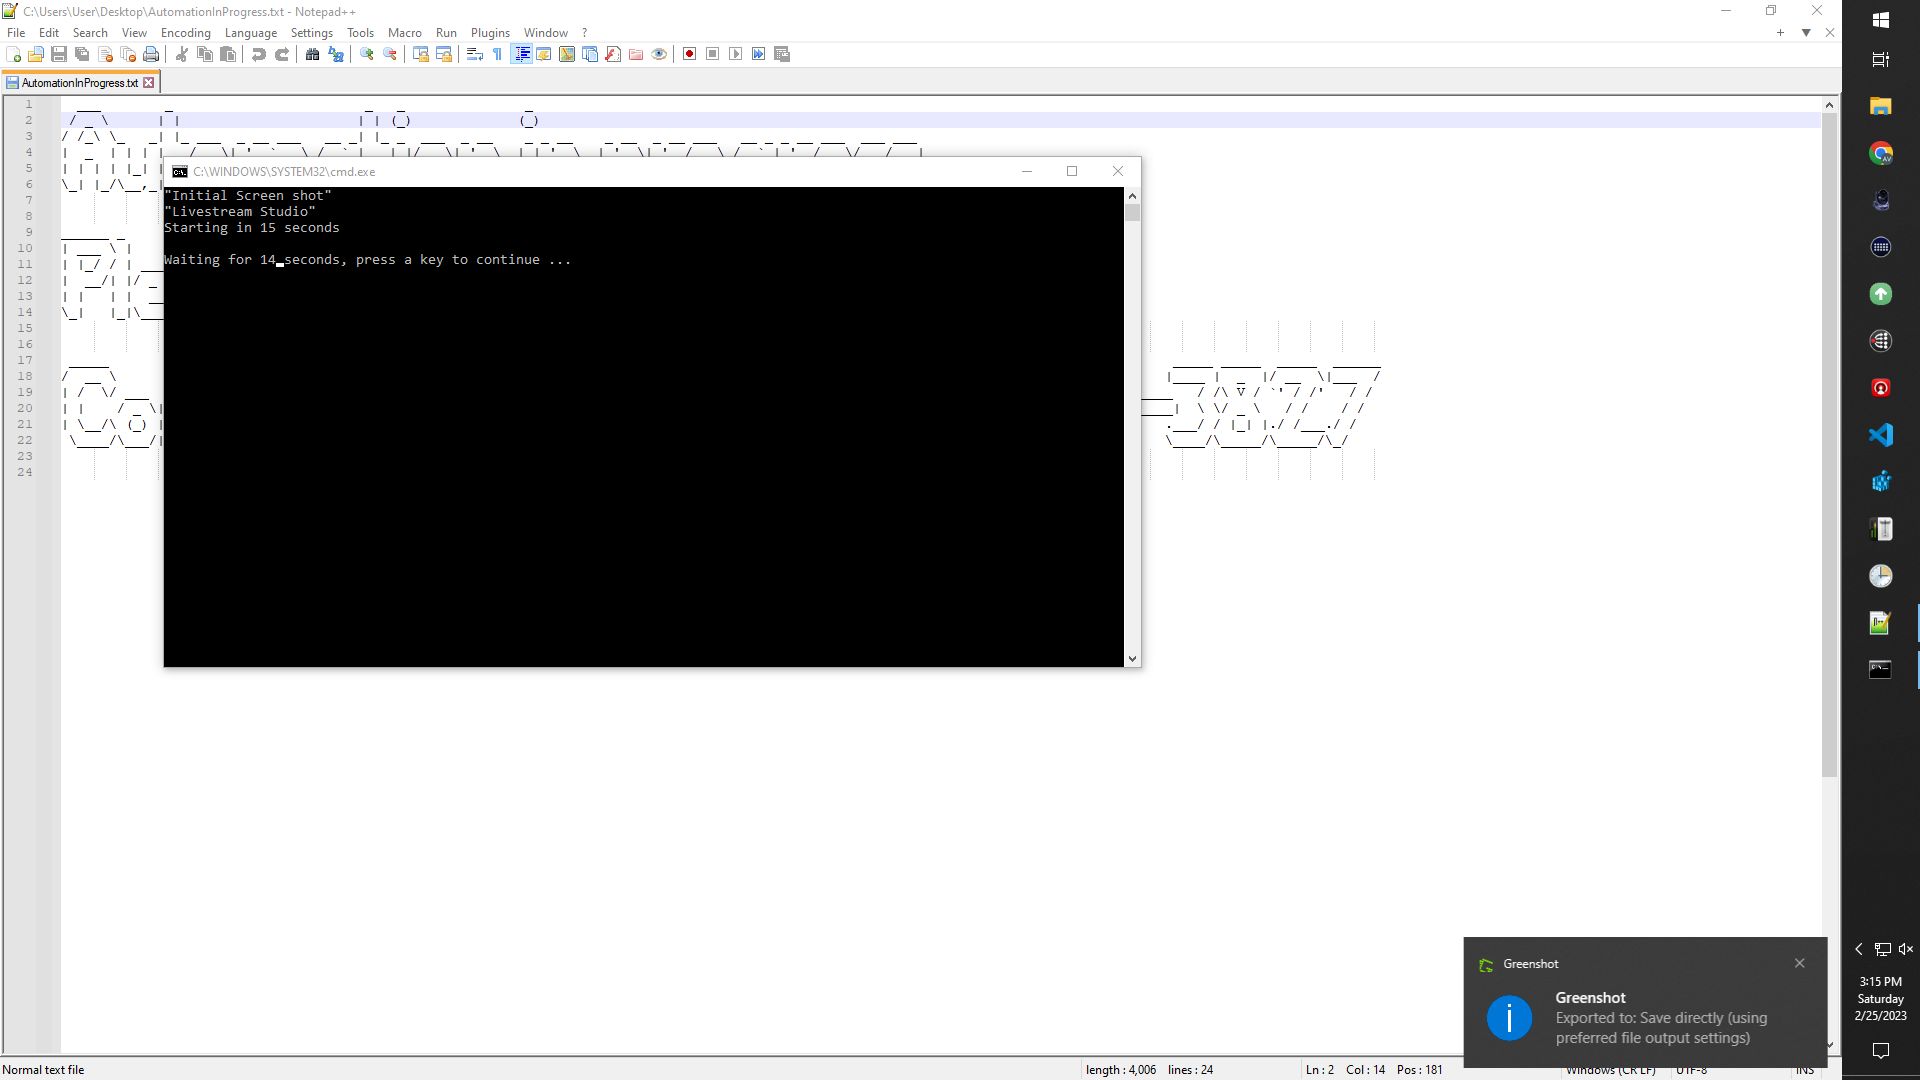 C:\Users\User\Desktop\AutomationInProgress.txt - Notepad++
File Edit Search View Encoding Language Settings Tools Macro Run Plugins Window ?
AutomationInProgress.txt
C:\WINDOWS\SYSTEM32\cmd.exe
"Initial Screen shot"
"Livestream Studio"
Starting in 15 seconds
Waiting for 14 seconds, press a key to continue ...
1
2
3
4
5
6
7
8
9
10
11
12
13
14
15
16
17
18
19
20
21
22
23
24
3827
Greenshot
Greenshot
Exported to: Save directly (using
preferred file output settings)
3:15 PM
Saturday
2/25/2023
Normal text file
length : 4,006 lines : 24
Ln : 2 Col : 14 Pos : 181
Windows (CR LF)
UTF-8
INS